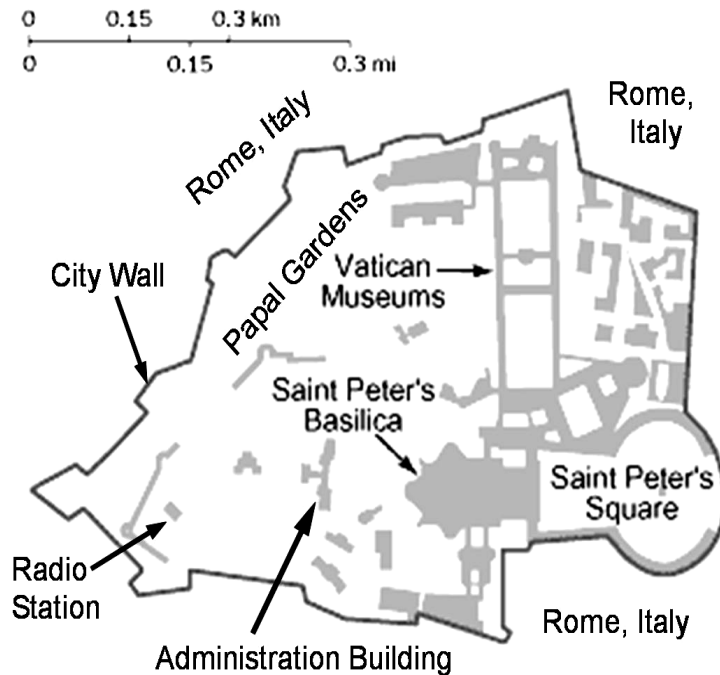 0 0.15 0.3 km
0 0.15 0.3 mi
Rome, Italy
Rome,
Italy
Papal Gardens
City Wall
Vatican
Museums
Saint Peter's
Basilica
Saint Peter's
Square
Radio
Station
Rome, Italy
Administration Building